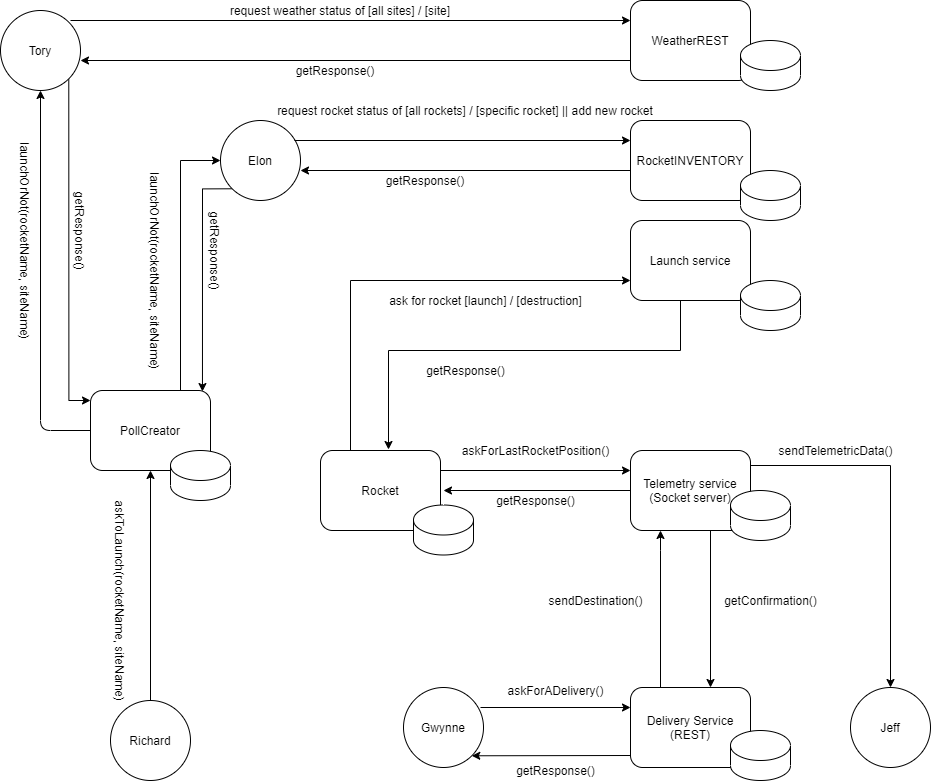 request weather status of [all sites] / [site]
Tory
WeatherREST
getResponse()
request rocket status of [all rockets] / [specific rocket] || add new rocket
Elon
RocketINVENTORY
getResponse()
launchOrNot(rocketName, siteName)
getResponse()
launchOrNot(rocketName, siteName)
getResponse()
Launch service
ask for rocket [launch] / [destruction]
getResponse()
PollCreator
askForLastRocketPosition()
sendTelemetricData()
Rocket
Telemetry service
(Socket server)
getResponse()
askToLaunch(rocketName, siteName)
sendDestination()
getConfirmation()
askForADelivery()
Richard
Gwynne
Delivery Service
(REST)
Jeff
getResponse()